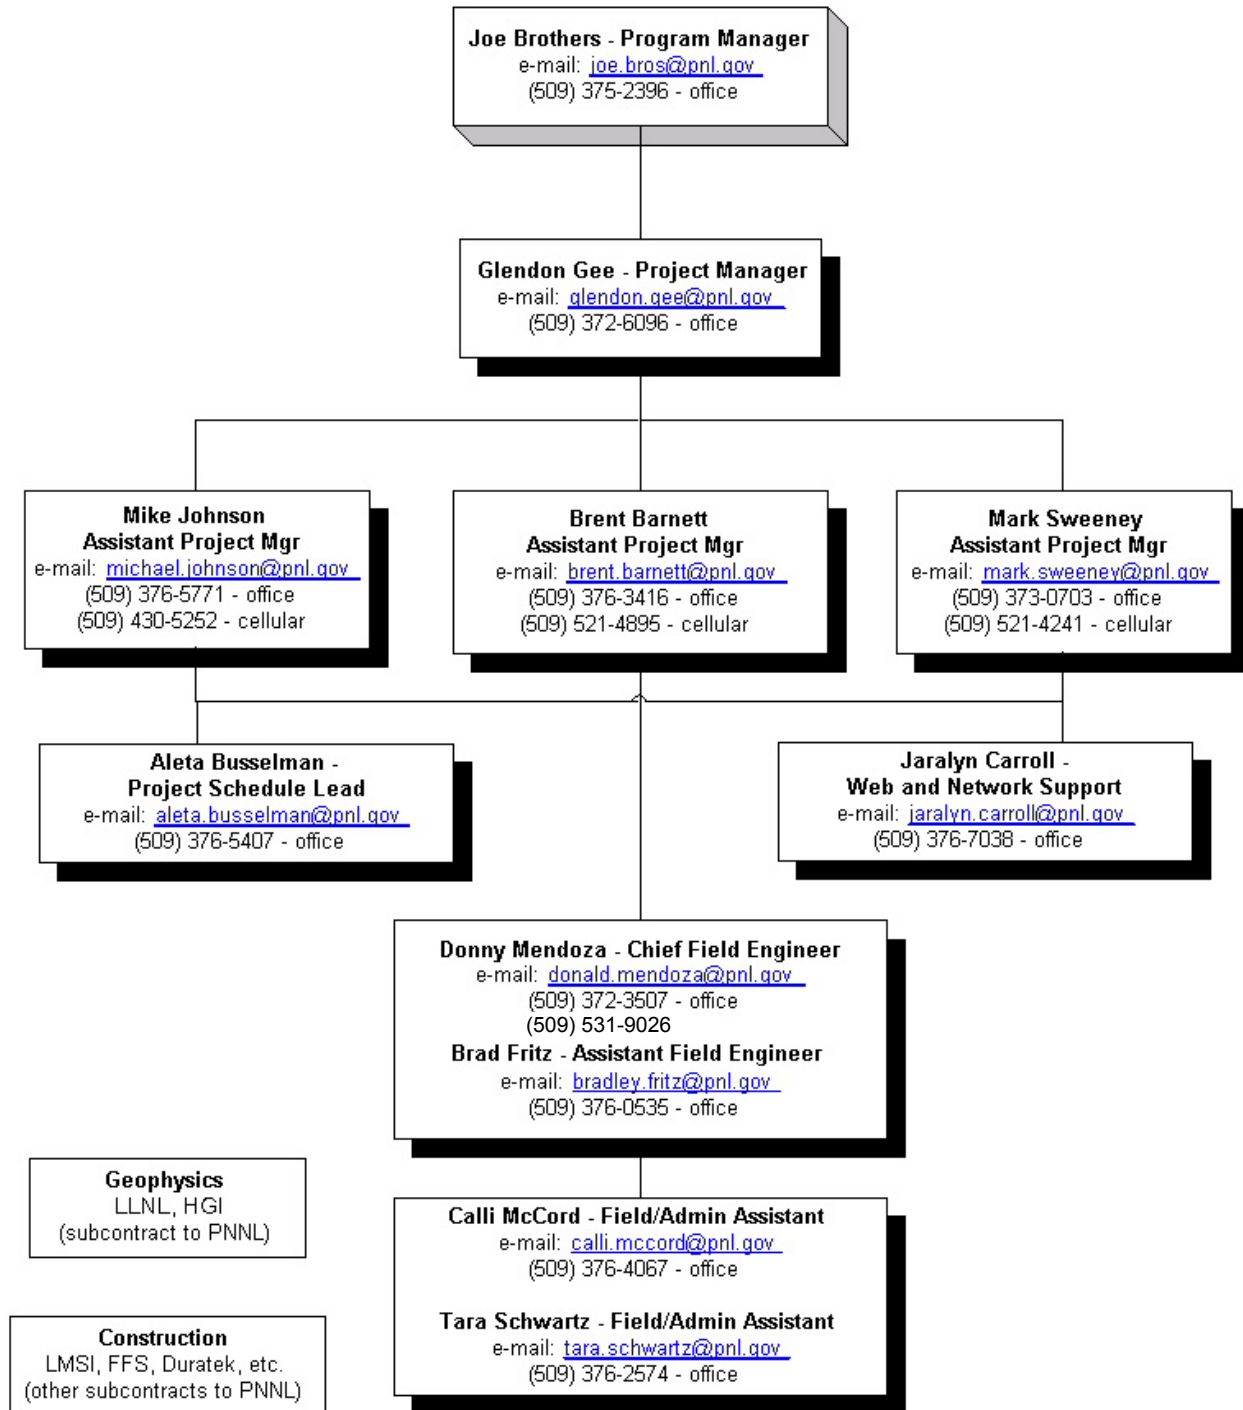 Joe Brothers - Program Manager
e-mail: joe.bros@pnl.gov
(509) 375-2396 - office
Glendon Gee - Project Manager
e-mail: glendon.gee@pnl.gov
(509) 372-6096 - office
Mike Johnson
Assistant Project Mgr
e-mail: michael.johnson@pnl.gov
(509) 376-5771 - office
(509) 430-5252 - cellular
Brent Barnett
Assistant Project Mgr
e-mail: brent.barnett@pnl.gov
(509) 376-3416 - office
(509) 521-4895 - cellular
Mark Sweeney
Assistant Project Mgr
e-mail: mark.sweeney@pnl.gov
(509) 373-0703 - office
(509) 521-4241 - cellular
Aleta Busselman -
Project Schedule Lead
e-mail: aleta.busselman@pnl.gov
(509) 376-5407 - office
Jaralyn Carroll -
Web and Network Support
e-mail: jaralyn.carroll@pnl.gov
(509) 376-7038 - office
Donny Mendoza - Chief Field Engineer
e-mail: donald.mendoza@pnl.gov
(509) 372-3507 - office
(509) 531-9026
Brad Fritz - Assistant Field Engineer
e-mail: bradley.fritz@pnl.gov
(509) 376-0535 - office
Geophysics
LLNL, HGI
(subcontract to PNNL)
Calli McCord - Field/Admin Assistant
e-mail: calli.mccord@pnl.gov
(509) 376-4067 - office
Tara Schwartz - Field/Admin Assistant
e-mail: tara.schwartz@pnl.gov
(509) 376-2574 - office
Construction
LMSI, FFS, Duratek, etc.
(other subcontracts to PNNL)